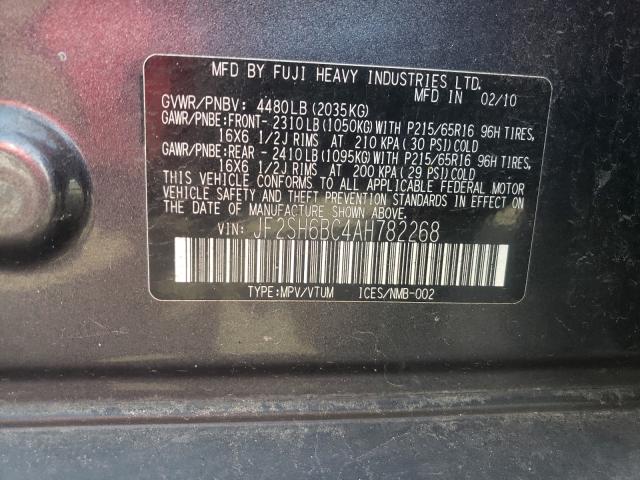 MFD BY FUJI HEAVY INDUSTRIES LTD.
MFD IN 02/10
GVWR/PNBV: 4480LB(2035KG)
GAWR/PNBE:FRONT-2310LB(1050KG)WITH P215/65R16 96H TIRES,
16X6 1/2J RIMS AT 210 KPA( 30 PSI)COLD
GAWR/PNBE:REAR -2410LB(1095KG)WITH P215/65R16 96H TIRES,
16X6 1/2J RIMS AT 200 KPA( 29 PSI)COLD
THIS VEHICLE CONFORMS TO ALL APPLICABLE FEDERAL MOTOR
VEHICLE SAFETY AND THEFT PREVENTION STANDARDS IN EFFECT ON
THE DATE OF MANUFACTURE SHOWN ABOVE.
VIN: JF2SH6BC4AH782268
TYPE:MPV/VTUM ICES/NMB-002